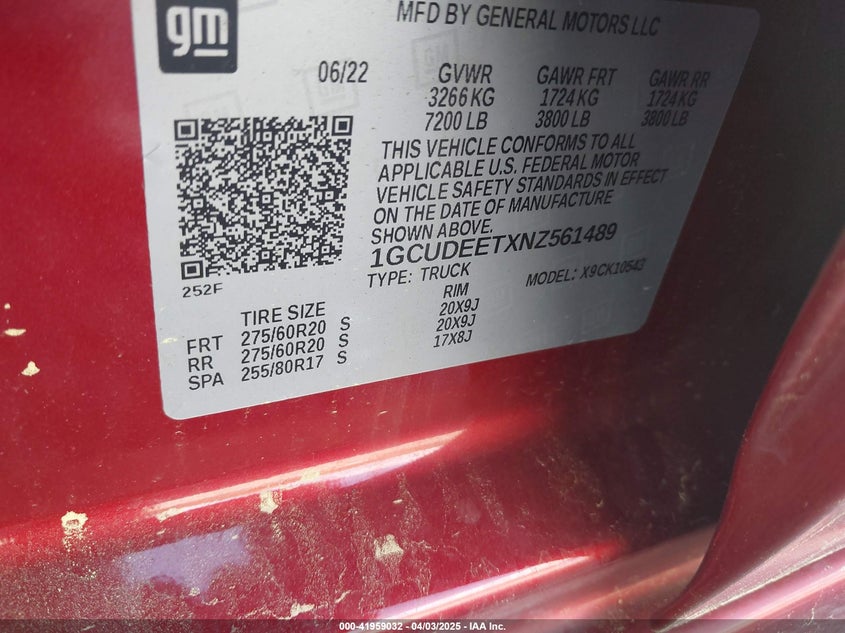 gm
MFD BY GENERAL MOTORS LLC
06/22 GVWR GAWR FRT GAWR RR
3266 KG 1724 KG 1724 KG
7200 LB 3800 LB 3800 LB
THIS VEHICLE CONFORMS TO ALL
APPLICABLE U.S. FEDERAL MOTOR
VEHICLE SAFETY STANDARDS IN EFFECT
ON THE DATE OF MANUFACTURE
SHOWN ABOVE.
1GCUDEETXNZ561489
TYPE: TRUCK MODEL: X9CK10543
252F
TIRE SIZE RIM
FRT 275/60R20 S 20X9J
RR 275/60R20 S 20X9J
SPA 255/80R17 S 17X8J
000-41959032 - 04/03/2025 - IAA Inc.